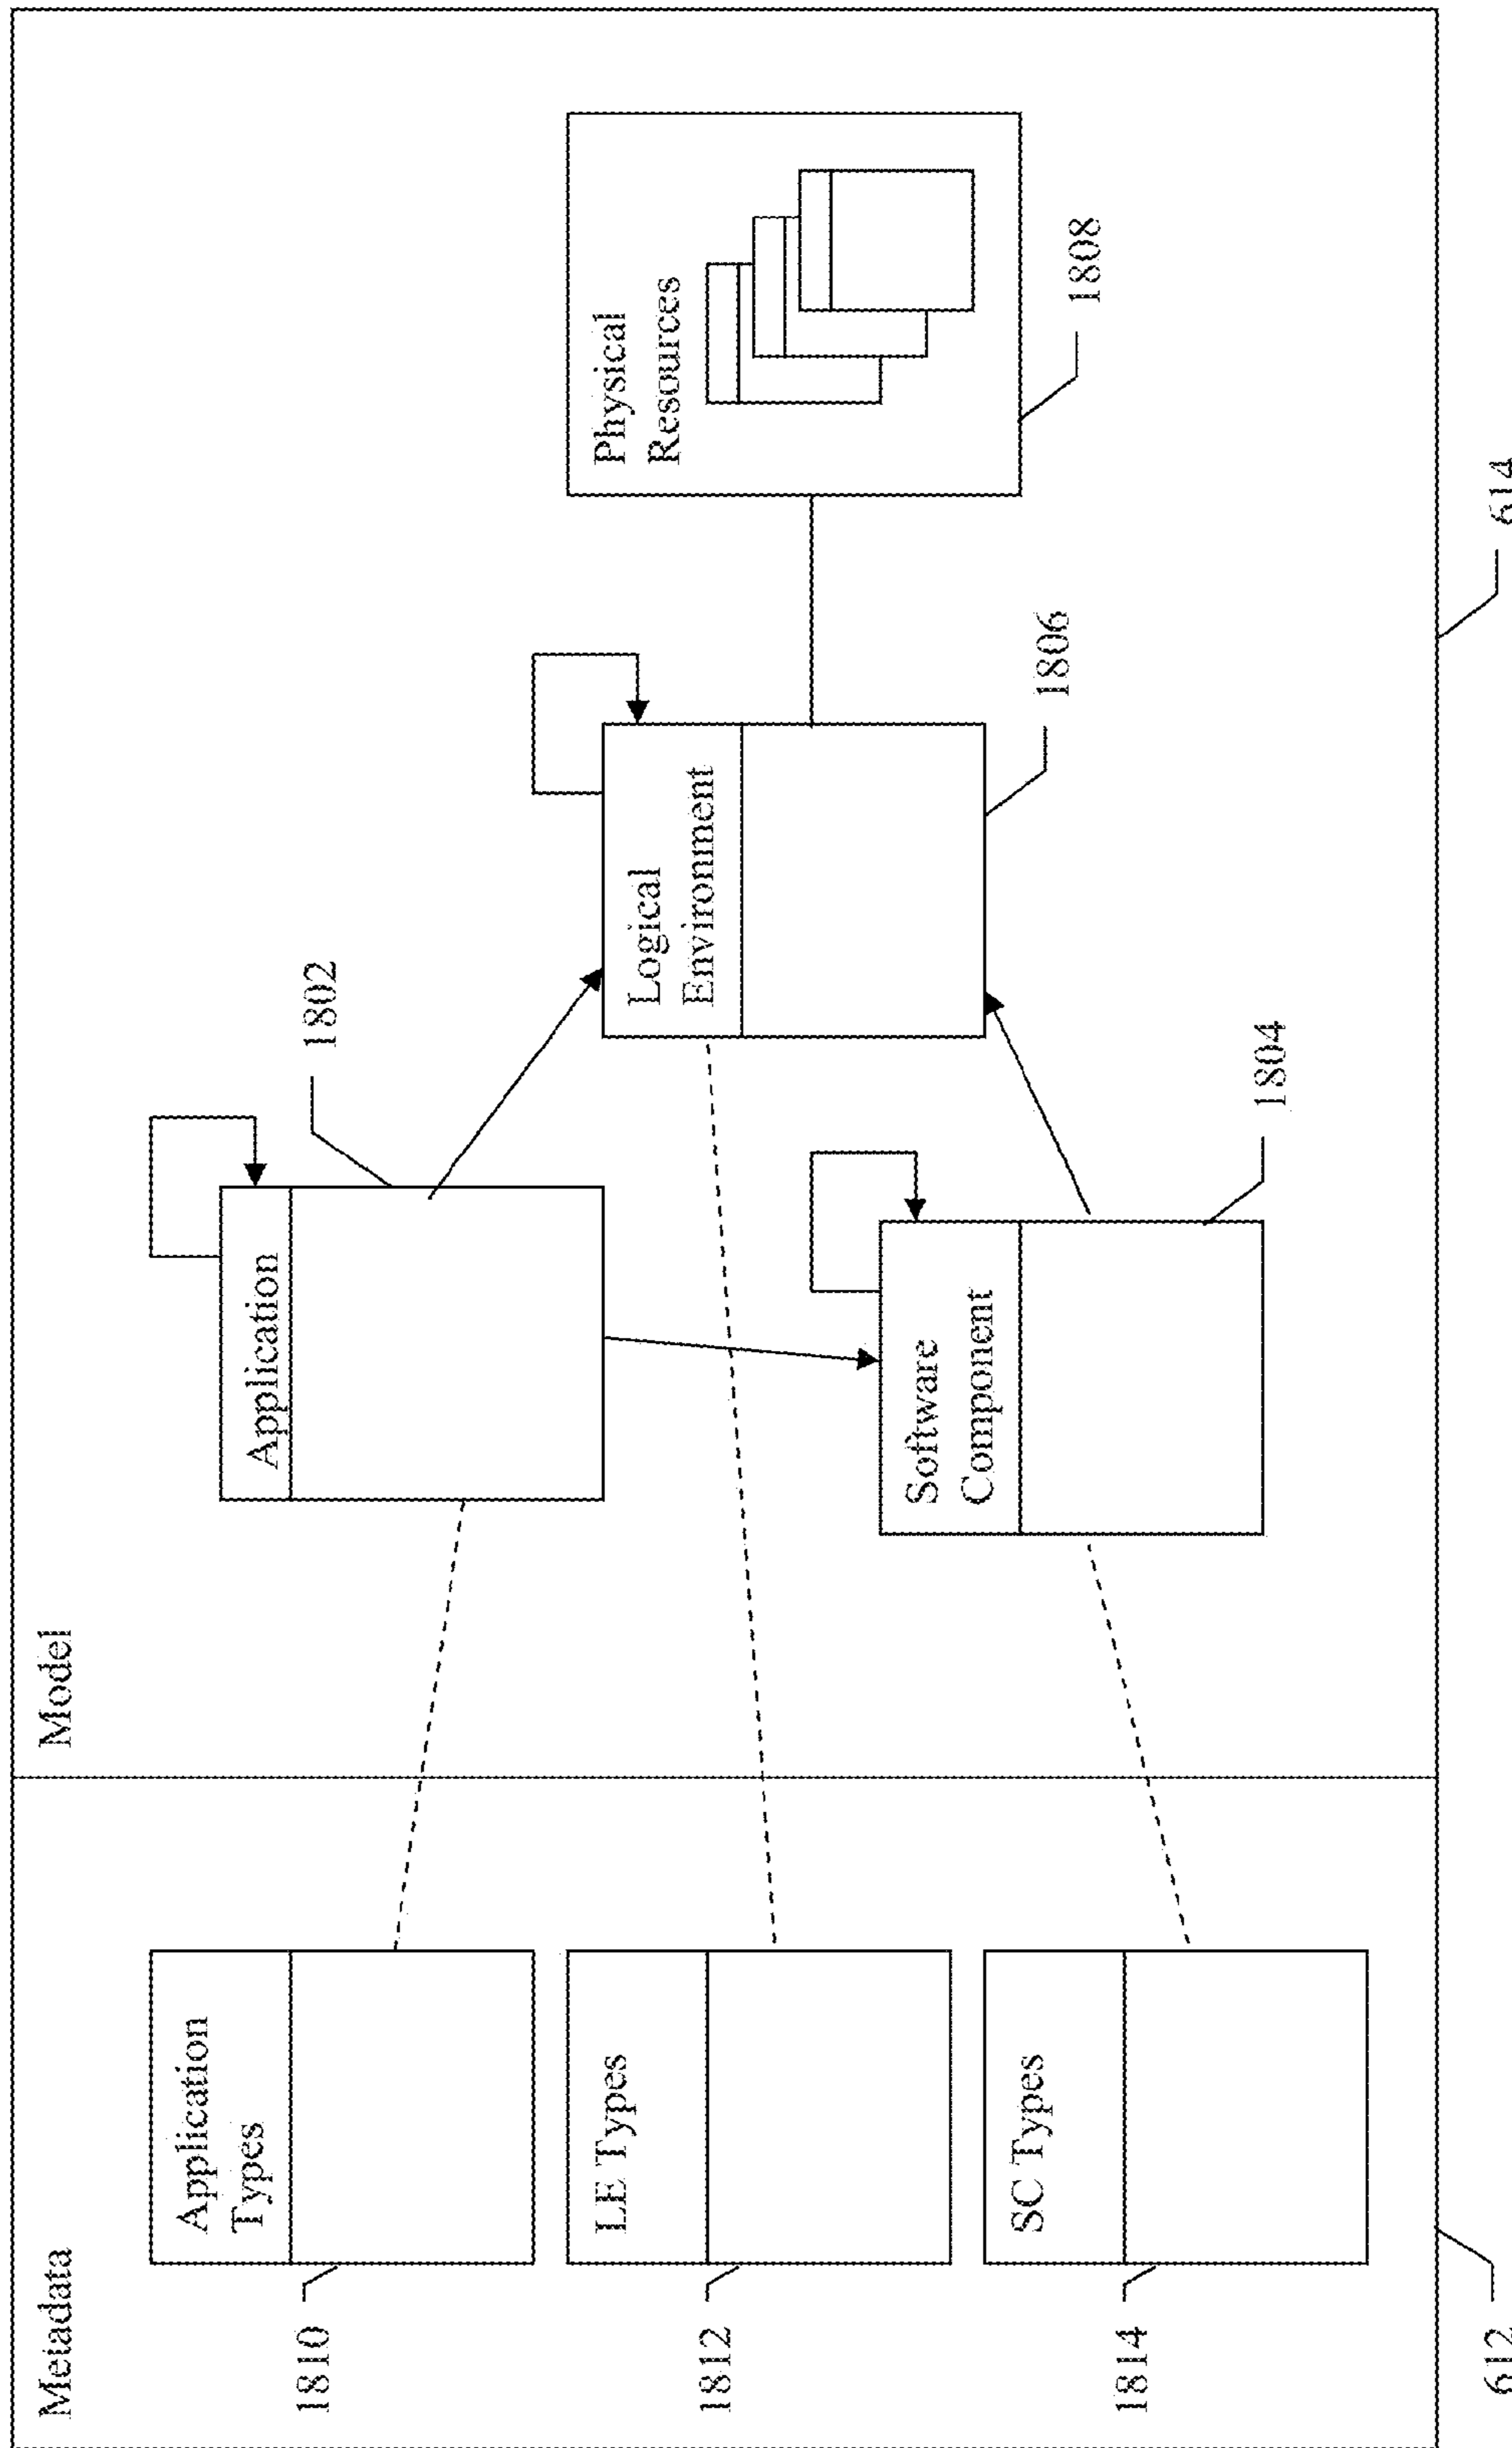 Metadata
Model
Application
Types
1810
LE Types
1812
SC Types
1814
612
Application
1802
Software
Component
1804
Logical
Environment
1806
Physical
Resources
1808
614